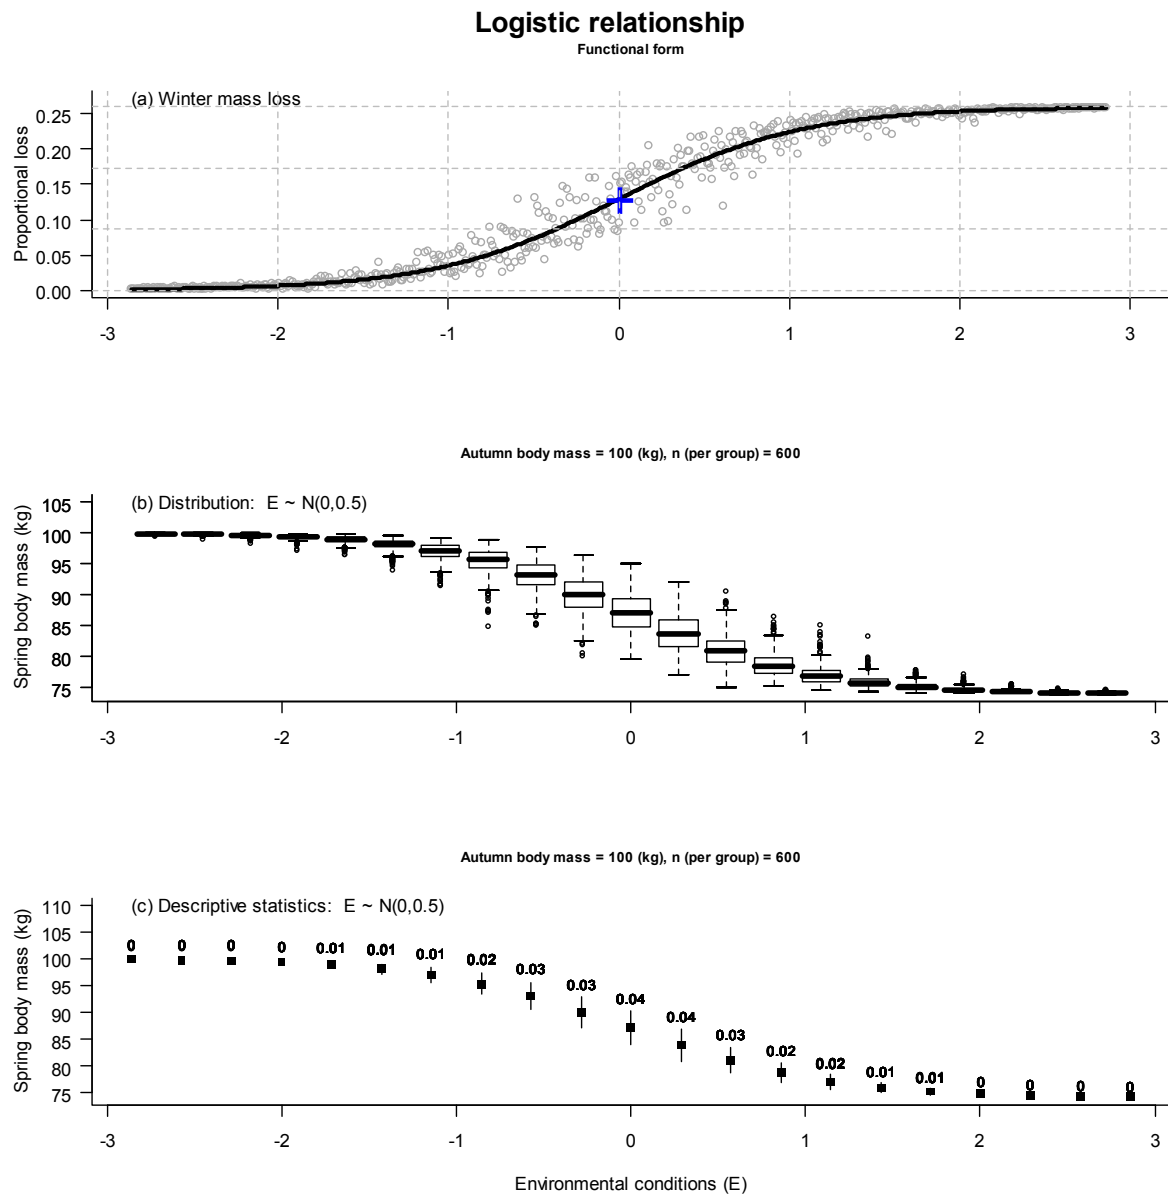 Logistic relationship
Functional form
(a) Winter mass loss
Proportional loss
0.25
0.20
0.15
0.10
0.05
0.00
-3 -2 -1 0 1 2 3
Autumn body mass = 100 (kg), n (per group) = 600
(b) Distribution: E ~ N(0,0.5)
Spring body mass (kg)
105
100
95
90
85
80
75
-3 -2 -1 0 1 2 3
Autumn body mass = 100 (kg), n (per group) = 600
(c) Descriptive statistics: E ~ N(0,0.5)
Spring body mass (kg)
110
105
100
95
90
85
80
75
0 0 0 0 0.01 0.01 0.01 0.02 0.03 0.03 0.04 0.04 0.03 0.02 0.02 0.01 0.01 0 0 0 0
-3 -2 -1 0 1 2 3
Environmental conditions (E)